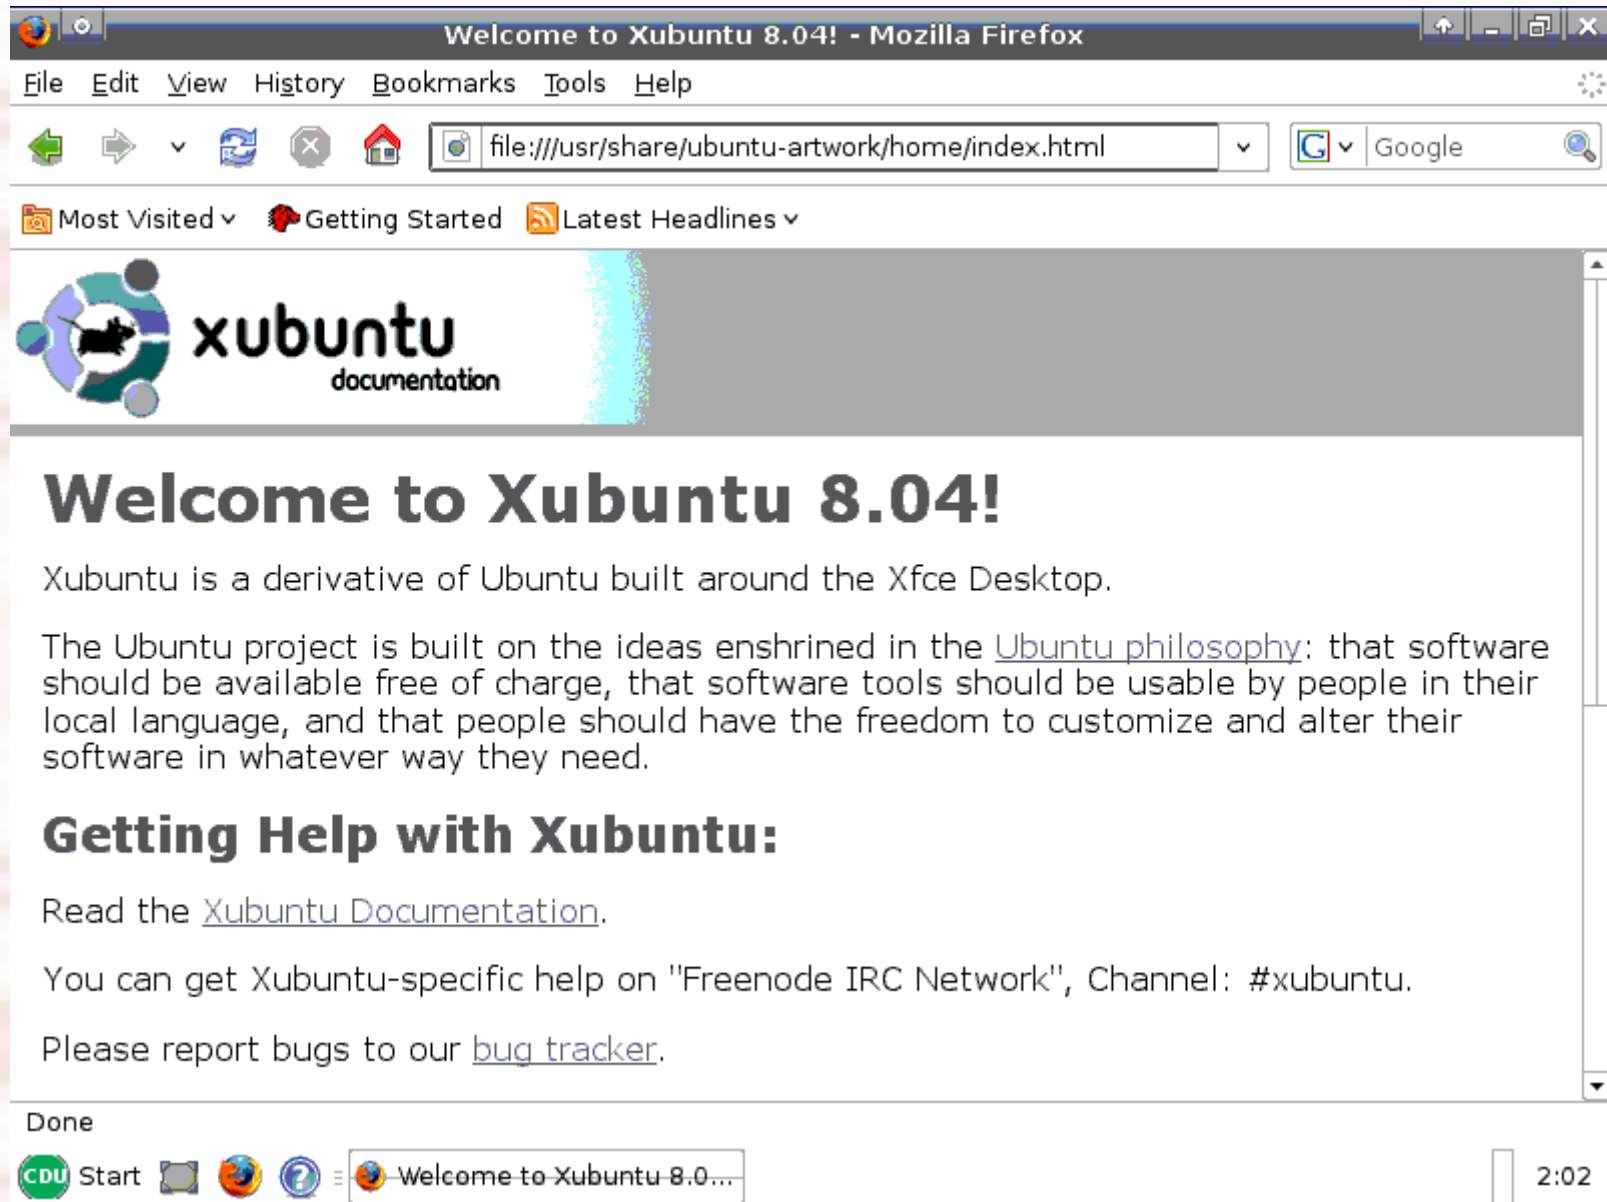 Welcome to Xubuntu 8.04! - Mozilla Firefox
File Edit View History Bookmarks Tools Help
file:///usr/share/ubuntu-artwork/home/index.html
G Google
Most Visited Getting Started Latest Headlines
xubuntu
documentation
Welcome to Xubuntu 8.04!
Xubuntu is a derivative of Ubuntu built around the Xfce Desktop.
The Ubuntu project is built on the ideas enshrined in the Ubuntu philosophy: that software
should be available free of charge, that software tools should be usable by people in their
local language, and that people should have the freedom to customize and alter their
software in whatever way they need.
Getting Help with Xubuntu:
Read the Xubuntu Documentation.
You can get Xubuntu-specific help on "Freenode IRC Network", Channel: #xubuntu.
Please report bugs to our bug tracker.
Done
CDU Start Welcome to Xubuntu 8.0... 2:02